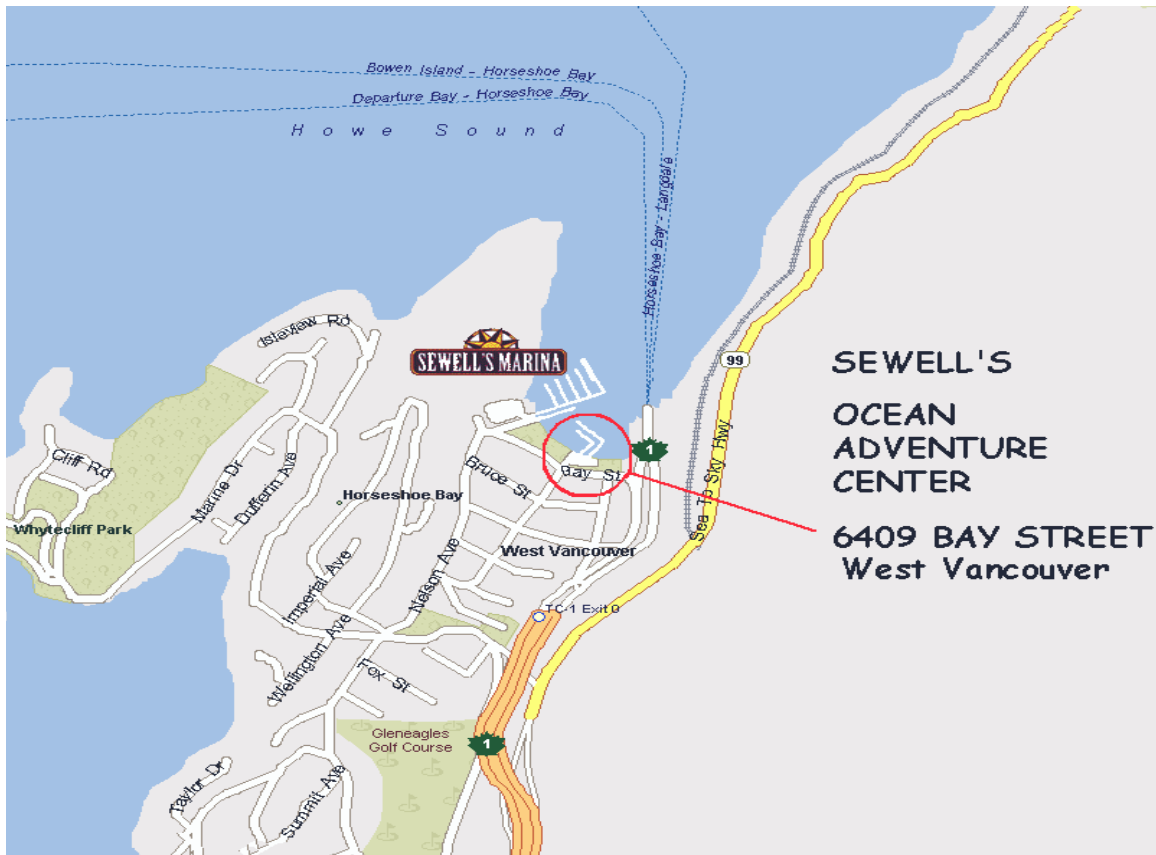 Bowen Island - Horseshoe Bay
Departure Bay - Horseshoe Bay
Howe Sound
Horseshoe Bay - Langdale
Isleview Rd
SEWELL'S MARINA
99
SEWELL'S
OCEAN
ADVENTURE
CENTER
6409 BAY STREET
West Vancouver
1
Sea To Sky Hwy
Bay St
Bruce St
Cliff Rd
Marine Dr
Dufferin Ave
Horseshoe Bay
Whytecliff Park
West Vancouver
Imperial Ave
Nelson Ave
TC-1 Exit 0
Wellington Ave
Fox St
Gleneagles
Golf Course
1
Taylor Dr
Summit Ave